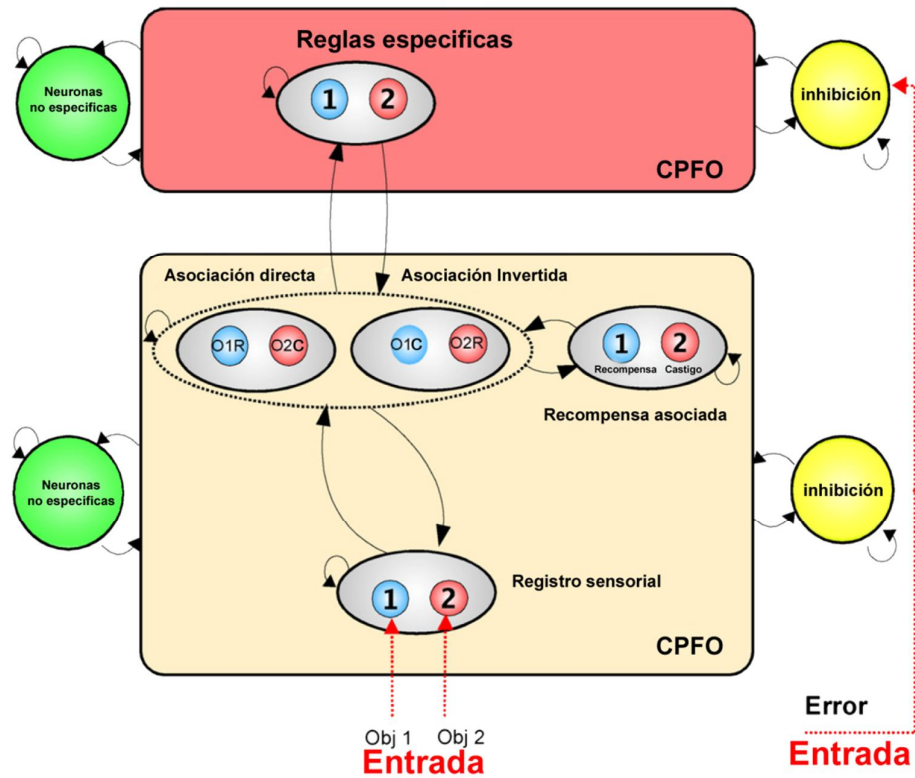 Reglas especificas
1 2
Neuronas
no especificas
inhibición
CPFO
Asociación directa
Asociación Invertida
O1R O2C
O1C O2R
1 2
Recompensa Castigo
Recompensa asociada
Neuronas
no especificas
inhibición
Registro sensorial
1 2
CPFO
Obj 1 Obj 2
Entrada
Error
Entrada